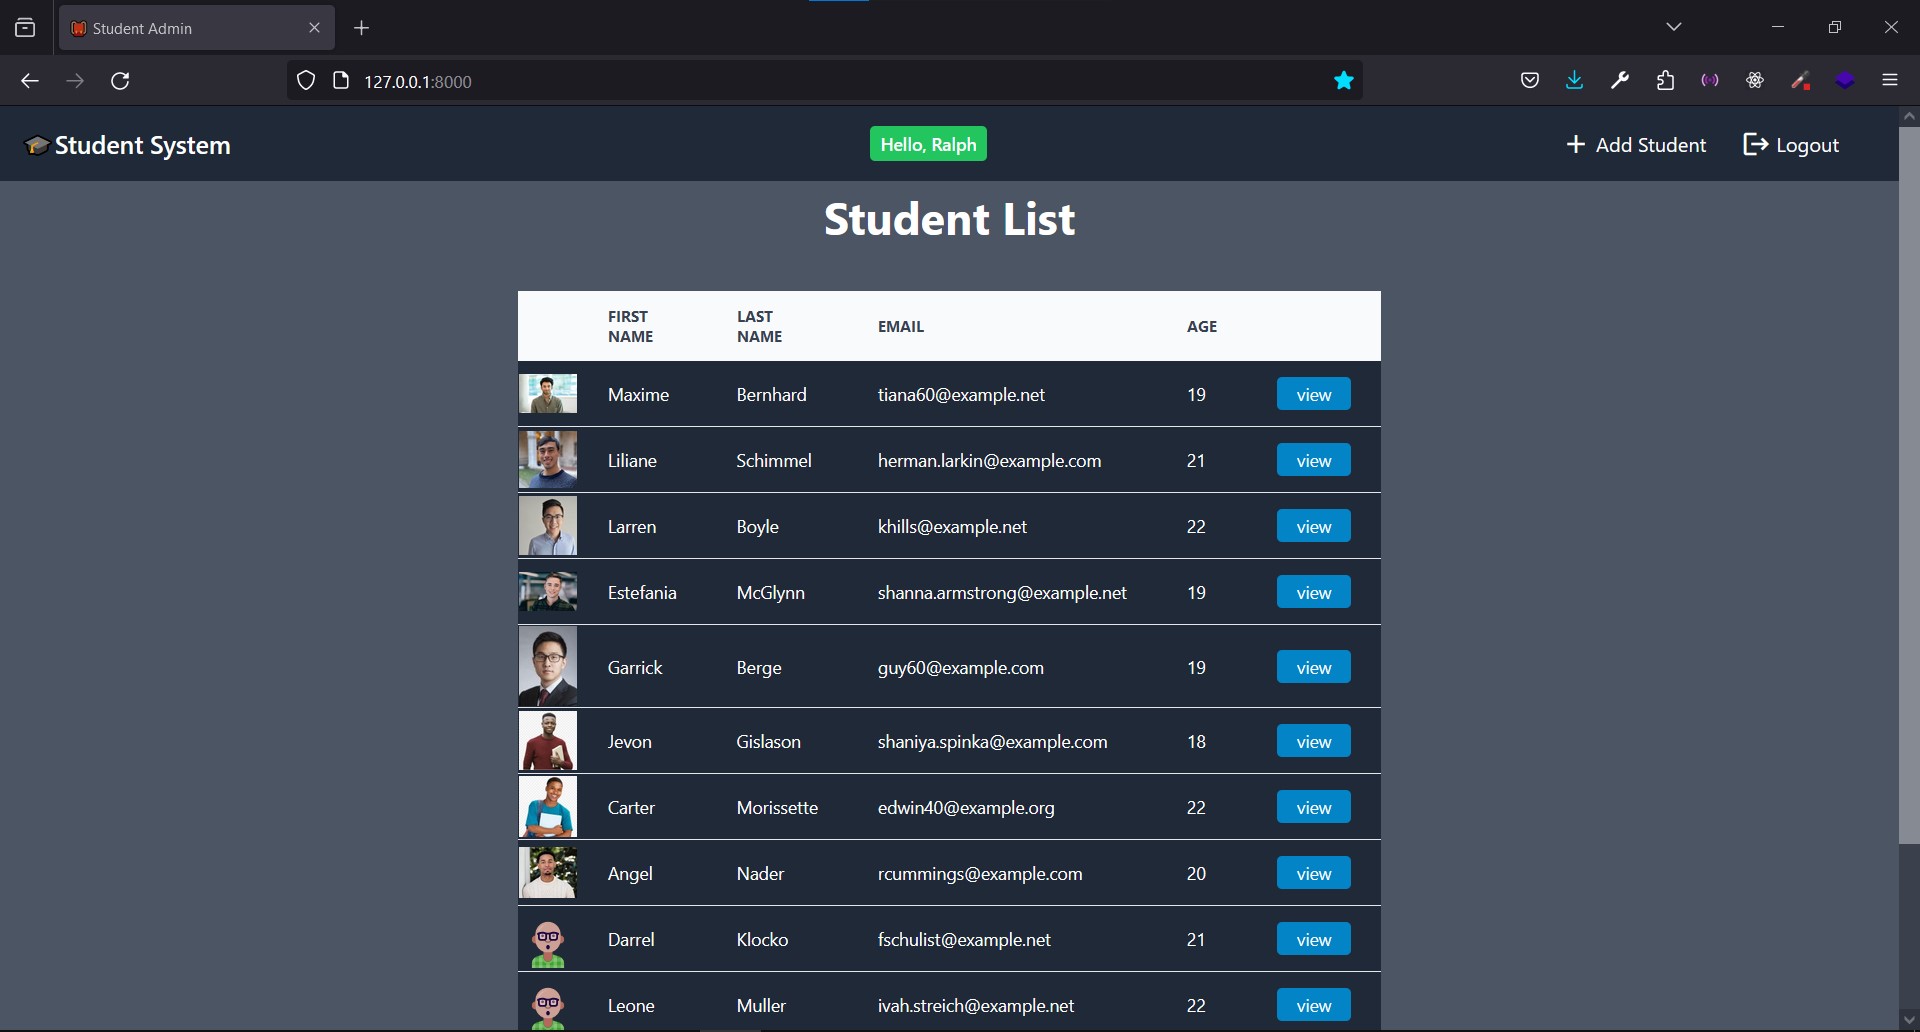 Student Admin
127.0.0.1:8000
Student System
Hello, Ralph
Add Student
Logout
Student List
FIRST NAME LAST NAME EMAIL AGE
Maxime Bernhard tiana60@example.net 19 view
Liliane Schimmel herman.larkin@example.com 21 view
Larren Boyle khills@example.net 22 view
Estefania McGlynn shanna.armstrong@example.net 19 view
Garrick Berge guy60@example.com 19 view
Jevon Gislason shaniya.spinka@example.com 18 view
Carter Morissette edwin40@example.org 22 view
Angel Nader rcummings@example.com 20 view
Darrel Klocko fschulist@example.net 21 view
Leone Muller ivah.streich@example.net 22 view